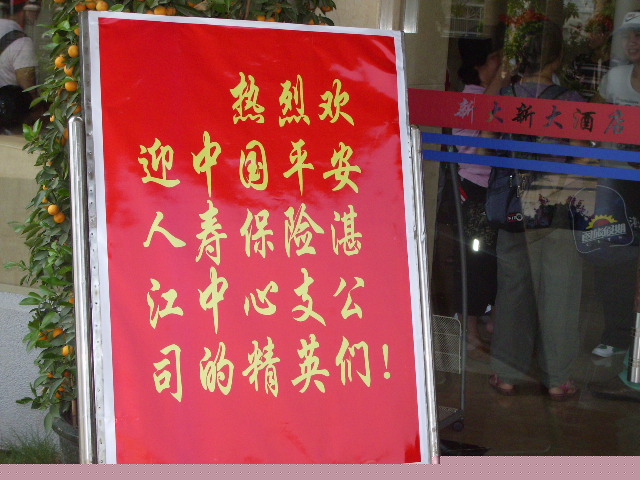 热烈欢
迎中国平安
人寿保险湛
江中心支公
司的精英们!
新大新大酒店